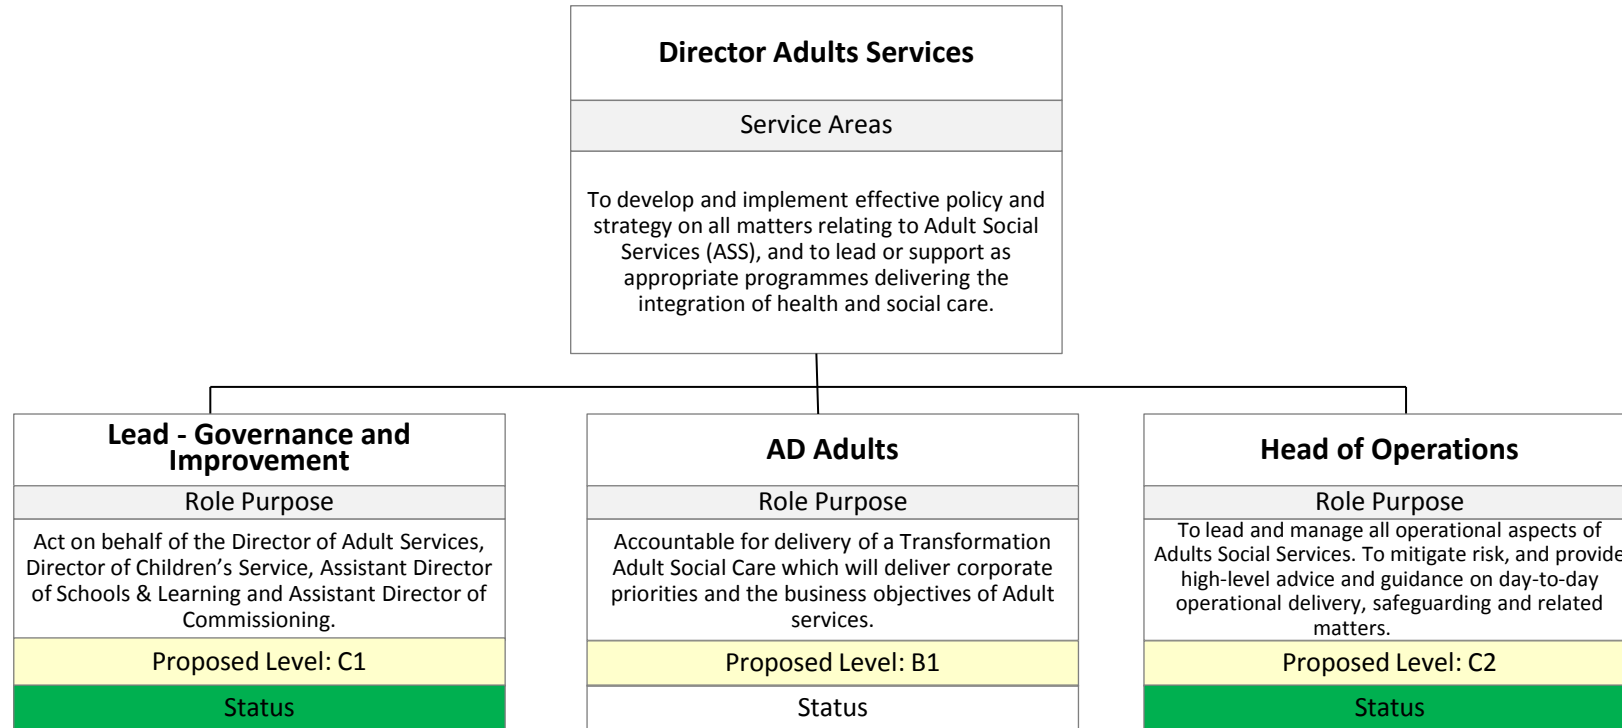 Director Adults Services
Service Areas
To develop and implement effective policy and
strategy on all matters relating to Adult Social
Services (ASS), and to lead or support as
appropriate programmes delivering the
integration of health and social care.
Lead - Governance and
Improvement
Role Purpose
Act on behalf of the Director of Adult Services,
Director of Children’s Service, Assistant Director
of Schools & Learning and Assistant Director of
Commissioning.
Proposed Level: C1
Status
AD Adults
Role Purpose
Accountable for delivery of a Transformation
Adult Social Care which will deliver corporate
priorities and the business objectives of Adult
services.
Proposed Level: B1
Status
Head of Operations
Role Purpose
To lead and manage all operational aspects of
Adults Social Services. To mitigate risk, and provide
high-level advice and guidance on day-to-day
operational delivery, safeguarding and related
matters.
Proposed Level: C2
Status